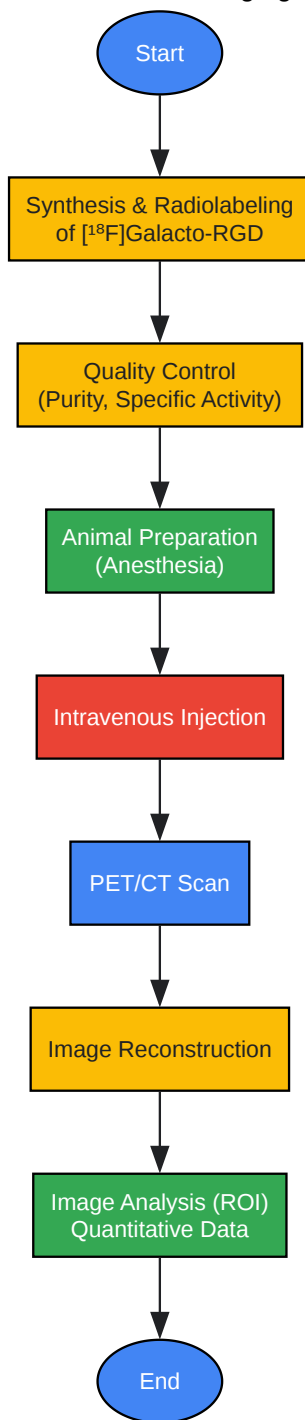 Start
Synthesis & Radiolabeling
of [¹⁸F]Galacto-RGD
Quality Control
(Purity, Specific Activity)
Animal Preparation
(Anesthesia)
Intravenous Injection
PET/CT Scan
Image Reconstruction
Image Analysis (ROI)
Quantitative Data
End